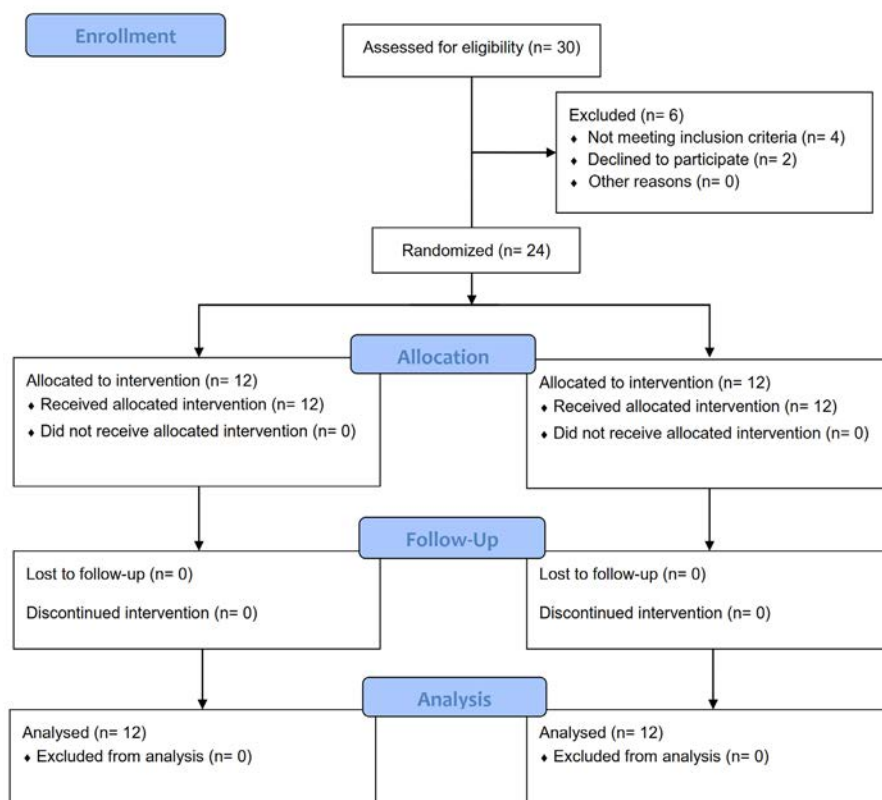 Enrollment
Assessed for eligibility (n= 30)
Excluded (n= 6)
♦ Not meeting inclusion criteria (n= 4)
♦ Declined to participate (n= 2)
♦ Other reasons (n= 0)
Randomized (n= 24)
Allocation
Allocated to intervention (n= 12)
♦ Received allocated intervention (n= 12)
♦ Did not receive allocated intervention (n= 0)
Allocated to intervention (n= 12)
♦ Received allocated intervention (n= 12)
♦ Did not receive allocated intervention (n= 0)
Follow-Up
Lost to follow-up (n= 0)
Discontinued intervention (n= 0)
Lost to follow-up (n= 0)
Discontinued intervention (n= 0)
Analysis
Analysed (n= 12)
♦ Excluded from analysis (n= 0)
Analysed (n= 12)
♦ Excluded from analysis (n= 0)